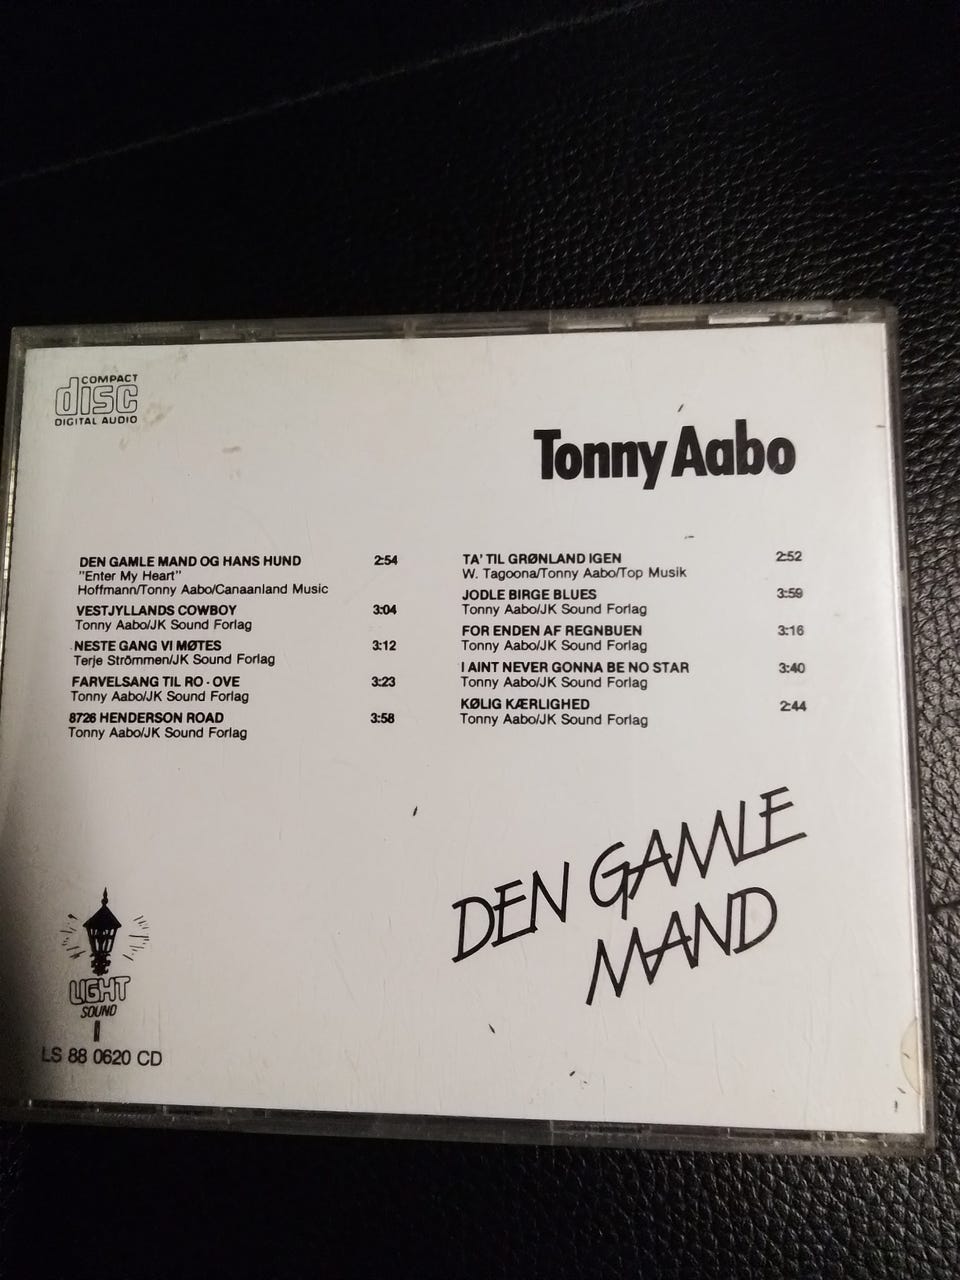 COMPACT
disc
DIGITAL AUDIO
Tonny Aabo
DEN GAMLE MAND OG HANS HUND 2:54
"Enter My Heart"
Hoffmann/Tonny Aabo/Canaanland Music
VESTJYLLANDS COWBOY 3:04
Tonny Aabo/JK Sound Forlag
NESTE GANG VI MØTES 3:12
Terje Strömmen/JK Sound Forlag
FARVELSANG TIL RO - OVE 3:23
Tonny Aabo/JK Sound Forlag
8726 HENDERSON ROAD 3:58
Tonny Aabo/JK Sound Forlag
TA' TIL GRØNLAND IGEN 2:52
W. Tagoona/Tonny Aabo/Top Musik
JODLE BIRGE BLUES 3:59
Tonny Aabo/JK Sound Forlag
FOR ENDEN AF REGNBUEN 3:16
Tonny Aabo/JK Sound Forlag
I AINT NEVER GONNA BE NO STAR 3:40
Tonny Aabo/JK Sound Forlag
KØLIG KÆRLIGHED 2:44
Tonny Aabo/JK Sound Forlag
DEN GAMLE
MAND
LIGHT
SOUND
LS 88 0620 CD